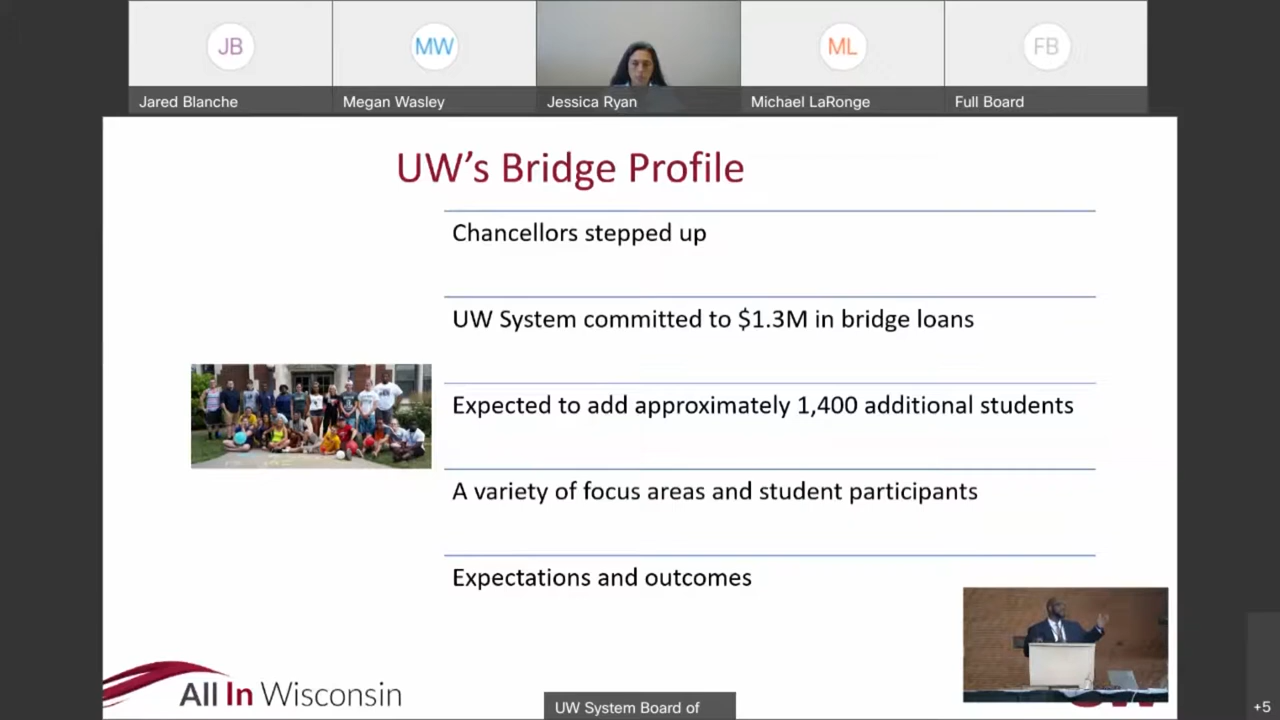 JB
MW
ML
FB
Jared Blanche
Megan Wasley
Jessica Ryan
Michael LaRonge
Full Board
UW’s Bridge Profile
Chancellors stepped up
UW System committed to $1.3M in bridge loans
Expected to add approximately 1,400 additional students
A variety of focus areas and student participants
Expectations and outcomes
All In Wisconsin
UW System Board of
+5